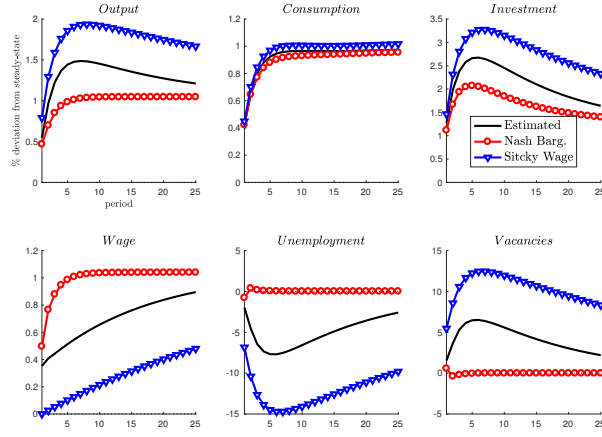 Output
Consumption
Investment
% deviation from steady-state
2
1.5
1
0.5
0
5 10 15 20 25
period
1.2
1
0.8
0.6
0.4
0.2
0
5 10 15 20 25
3.5
3
2.5
2
1.5
1
0.5
0
5 10 15 20 25
Estimated
Nash Barg.
Sitcky Wage
Wage
Unemployment
Vacancies
1.2
1
0.8
0.6
0.4
0.2
0
5 10 15 20 25
5
0
-5
-10
-15
5 10 15 20 25
15
10
5
0
-5
5 10 15 20 25